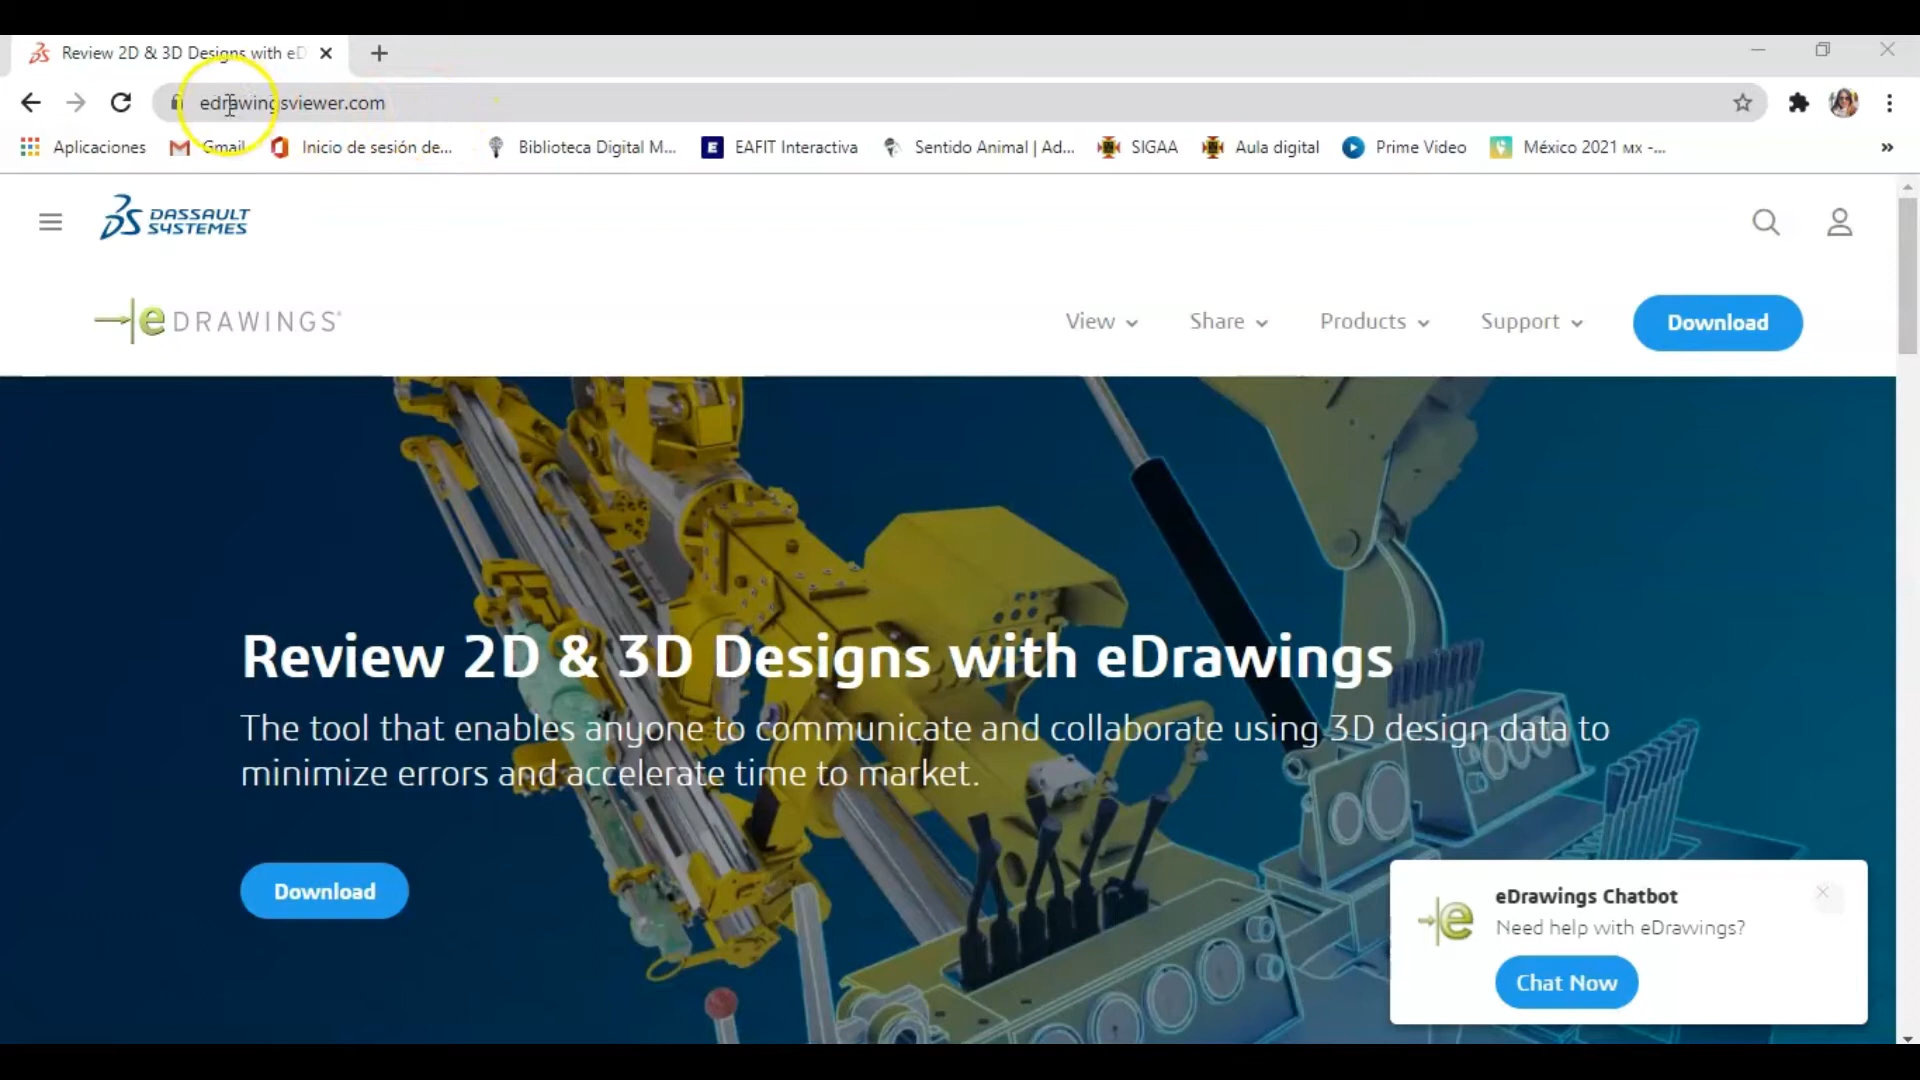 Review 2D & 3D Designs with eD
edrawingsviewer.com
Aplicaciones Gmail Inicio de sesión de... Biblioteca Digital M... E EAFIT Interactiva Sentido Animal | Ad... SIGAA Aula digital Prime Video México 2021 MX -...
DASSAULT
SYSTEMES
eDRAWINGS® View Share Products Support Download
Review 2D & 3D Designs with eDrawings
The tool that enables anyone to communicate and collaborate using 3D design data to
minimize errors and accelerate time to market.
Download
eDrawings Chatbot
Need help with eDrawings?
Chat Now